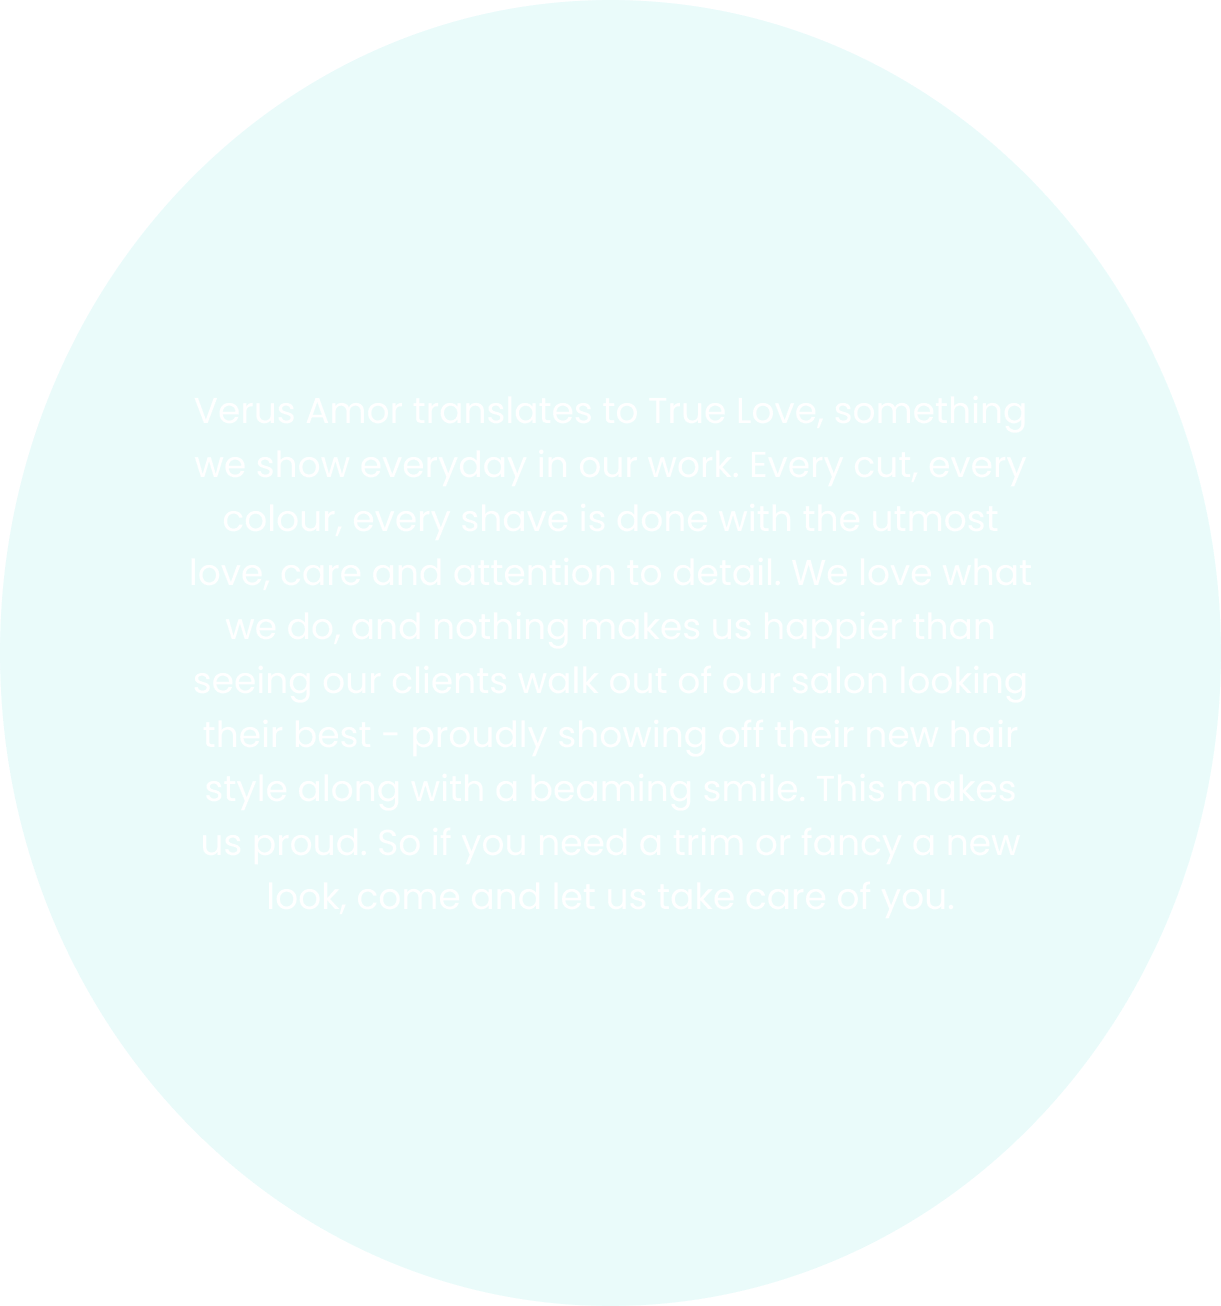 Verus Amor translates to True Love, something
we show everyday in our work. Every cut, every
colour, every shave is done with the utmost
love, care and attention to detail. We love what
we do, and nothing makes us happier than
seeing our clients walk out of our salon looking
their best - proudly showing off their new hair
style along with a beaming smile. This makes
us proud. So if you need a trim or fancy a new
look, come and let us take care of you.